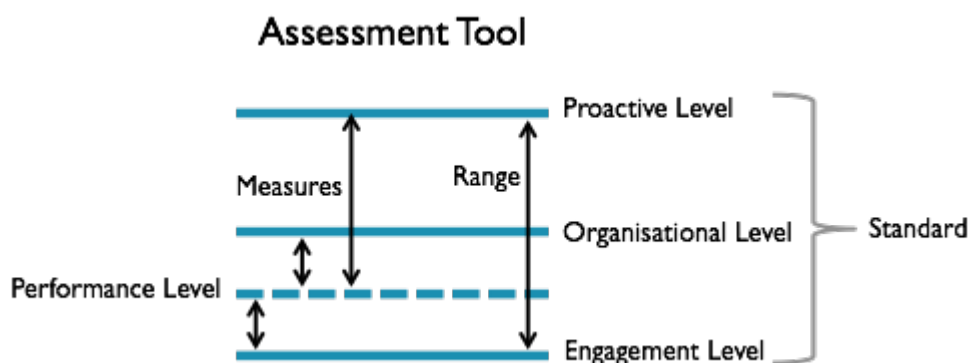 Assessment Tool
Proactive Level
Measures
Range
Organisational Level
Standard
Performance Level
Engagement Level